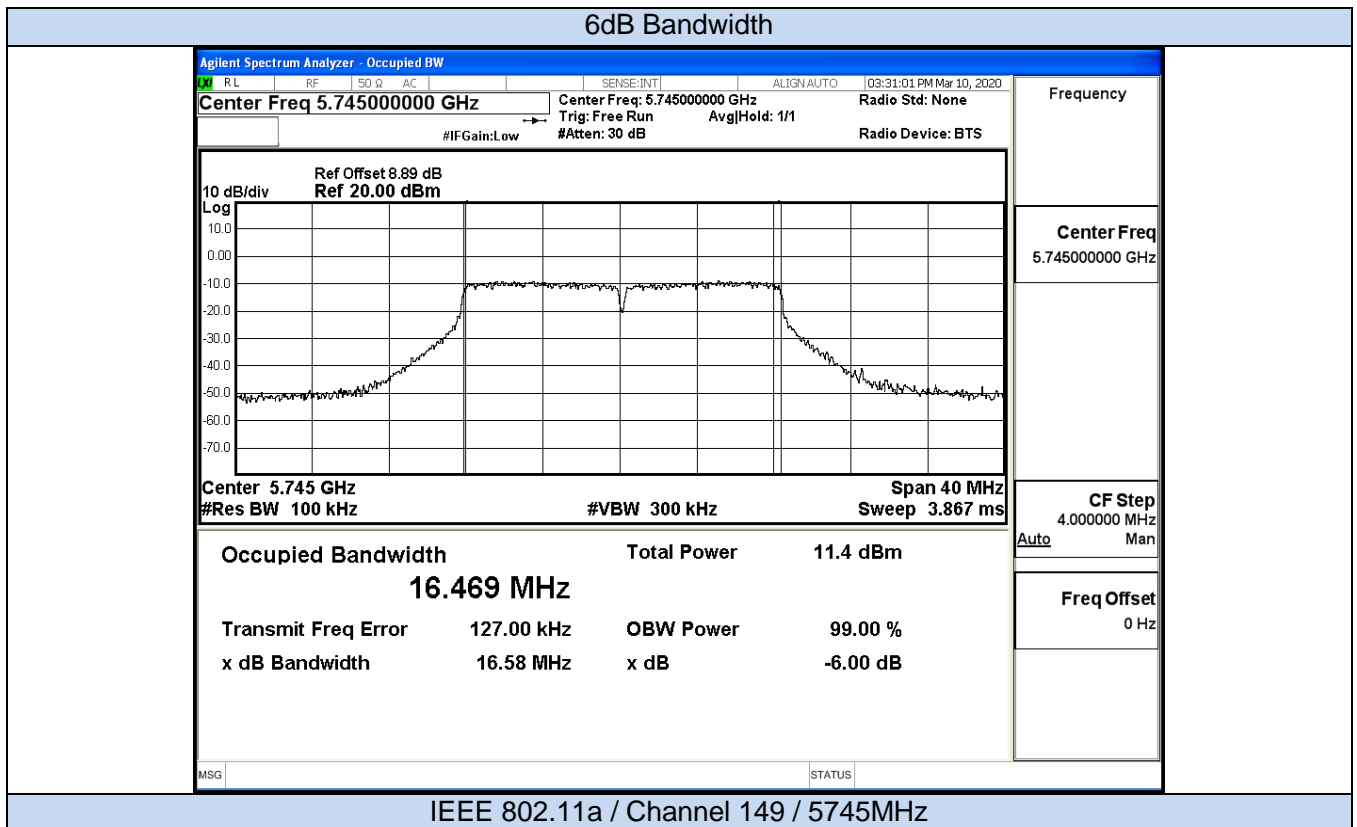 6dB Bandwidth
Agilent Spectrum Analyzer - Occupied BW
LXI RL RF 50 Ω AC SENSE:INT ALIGN AUTO 03:31:01 PM Mar 10, 2020
Center Freq 5.745000000 GHz
Center Freq: 5.745000000 GHz Radio Std: None
Trig: Free Run Avg|Hold: 1/1
#IFGain:Low #Atten: 30 dB Radio Device: BTS
Ref Offset 8.89 dB
10 dB/div Ref 20.00 dBm
Log
10.0
0.00
-10.0
-20.0
-30.0
-40.0
-50.0
-60.0
-70.0
Center 5.745 GHz Span 40 MHz
#Res BW 100 kHz #VBW 300 kHz Sweep 3.867 ms
Occupied Bandwidth Total Power 11.4 dBm
16.469 MHz
Transmit Freq Error 127.00 kHz OBW Power 99.00 %
x dB Bandwidth 16.58 MHz x dB -6.00 dB
MSG STATUS
Frequency
Center Freq
5.745000000 GHz
CF Step
4.000000 MHz
Auto Man
Freq Offset
0 Hz
IEEE 802.11a / Channel 149 / 5745MHz